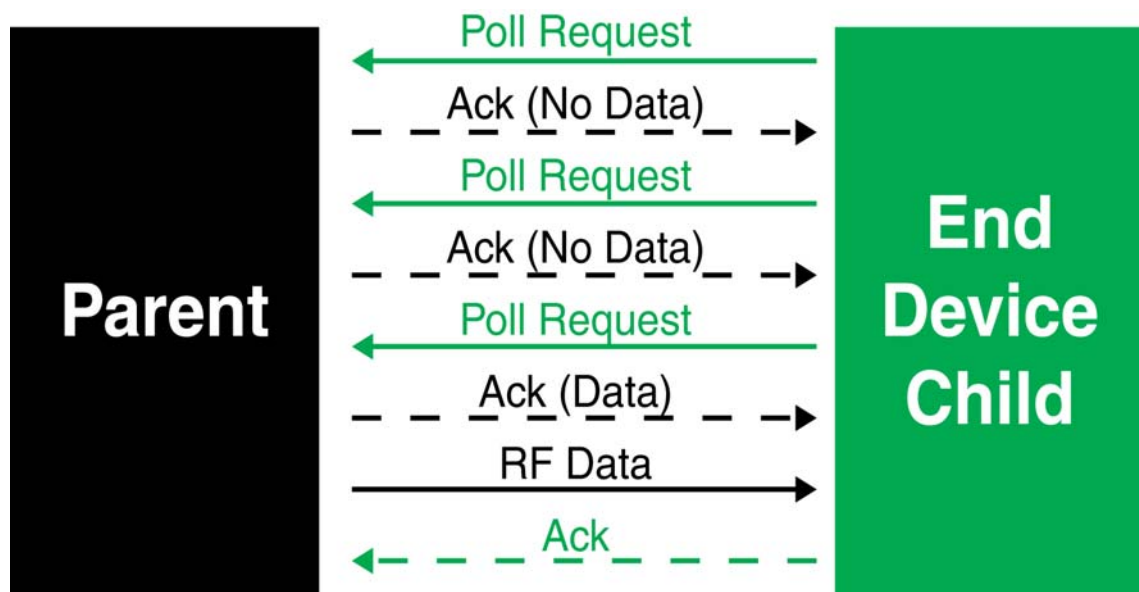 Parent
Poll Request
Ack (No Data)
Poll Request
Ack (No Data)
Poll Request
Ack (Data)
RF Data
Ack
End
Device
Child